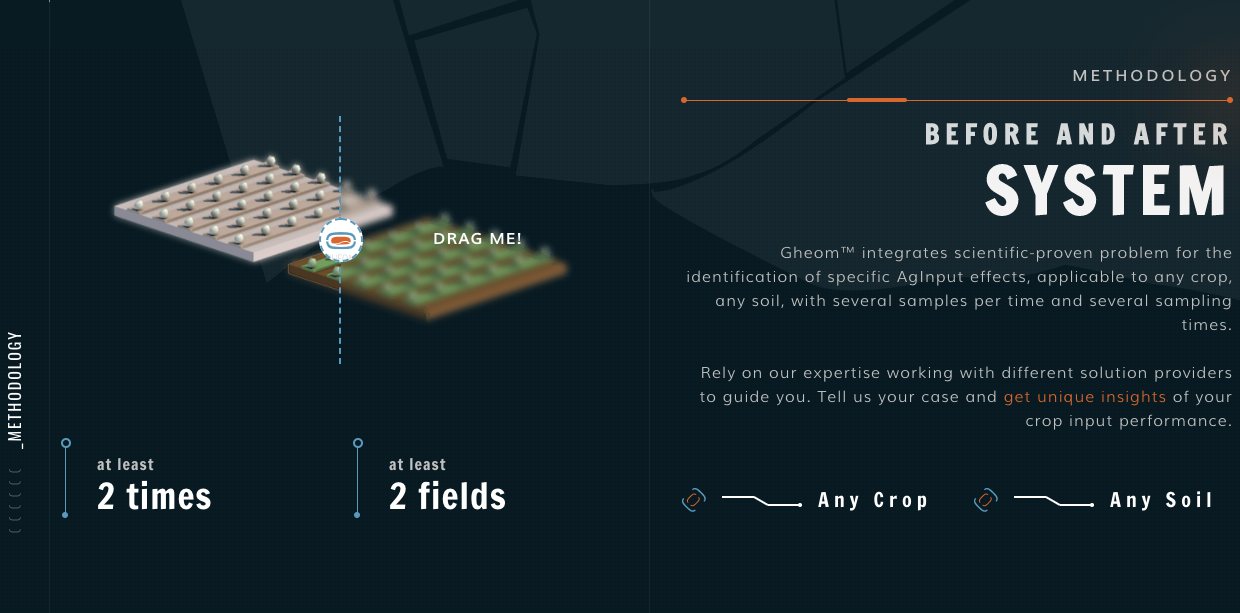 _METHODOLOGY
DRAG ME!
at least
2 times
at least
2 fields
METHODOLOGY
BEFORE AND AFTER
SYSTEM
Gheom™ integrates scientific-proven problem for the
identification of specific AgInput effects, applicable to any crop,
any soil, with several samples per time and several sampling
times.
Rely on our expertise working with different solution providers
to guide you. Tell us your case and get unique insights of your
crop input performance.
Any Crop
Any Soil